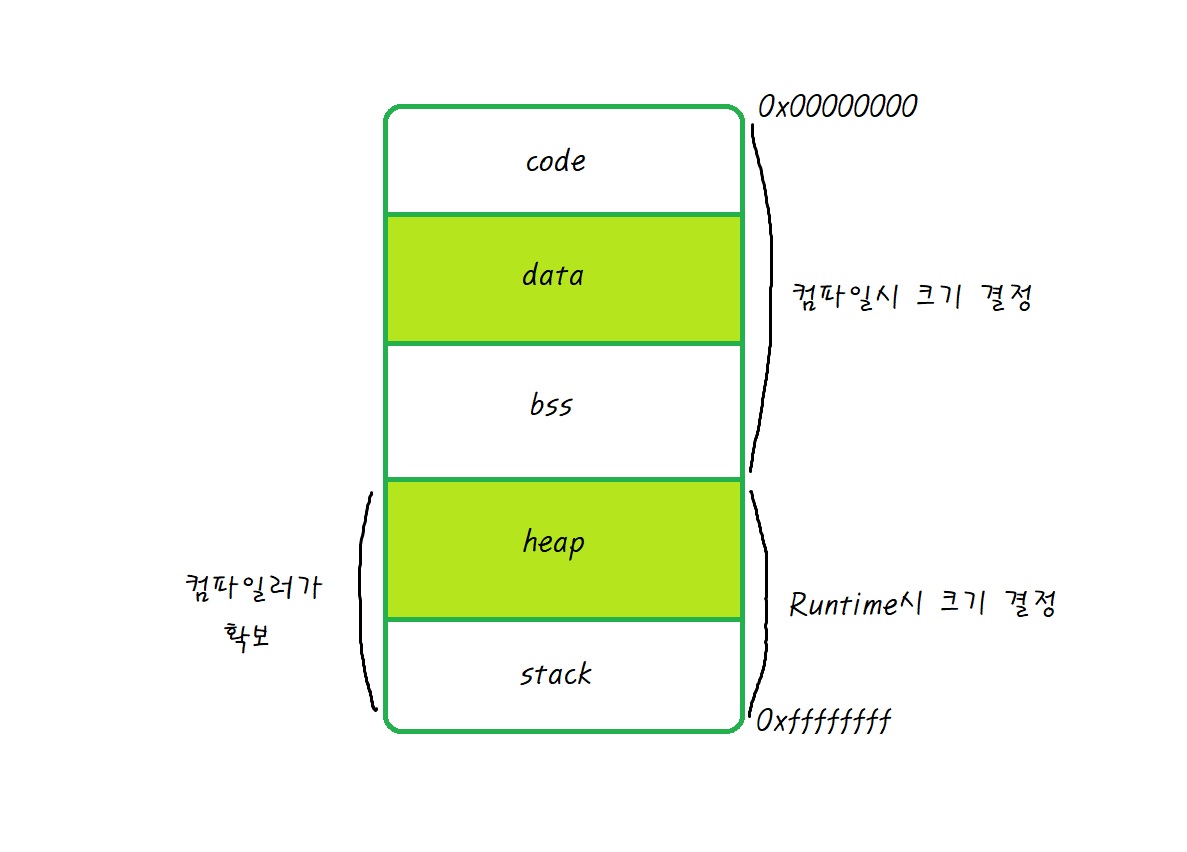 0x00000000
code
data
컴파일시 크기 결정
bss
heap
컴파일러가
확보
Runtime시 크기 결정
stack
0xffffffff